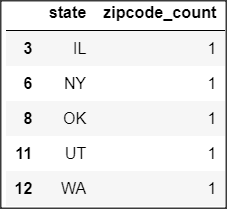 state zipcode_count
3 IL 1
6 NY 1
8 OK 1
11 UT 1
12 WA 1